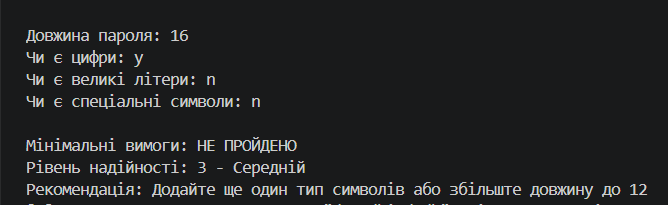 Довжина пароля: 16
Чи є цифри: y
Чи є великі літери: n
Чи є спеціальні символи: n
Мінімальні вимоги: НЕ ПРОЙДЕНО
Рівень надійності: 3 - Середній
Рекомендація: Додайте ще один тип символів або збільште довжину до 12